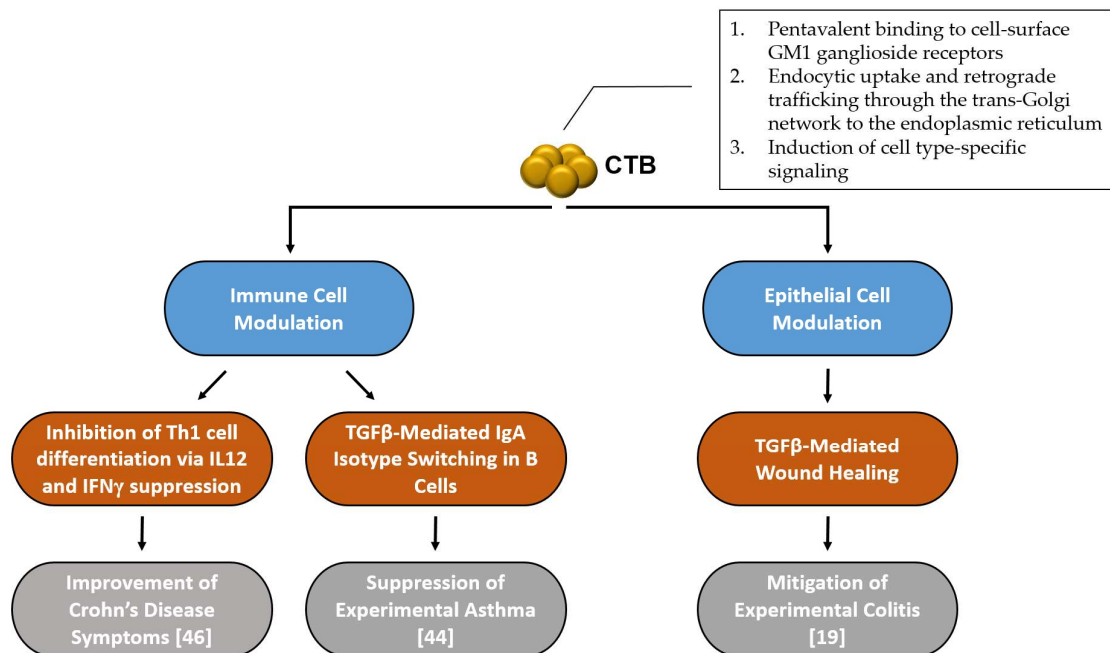 1. Pentavalent binding to cell-surface
GM1 ganglioside receptors
2. Endocytic uptake and retrograde
trafficking through the trans-Golgi
network to the endoplasmic reticulum
3. Induction of cell type-specific
signaling
CTB
Immune Cell
Modulation
Epithelial Cell
Modulation
Inhibition of Th1 cell
differentiation via IL12
and IFNγ suppression
TGFβ-Mediated IgA
Isotype Switching in B
Cells
TGFβ-Mediated
Wound Healing
Improvement of
Crohn’s Disease
Symptoms [46]
Suppression of
Experimental Asthma
[44]
Mitigation of
Experimental Colitis
[19]